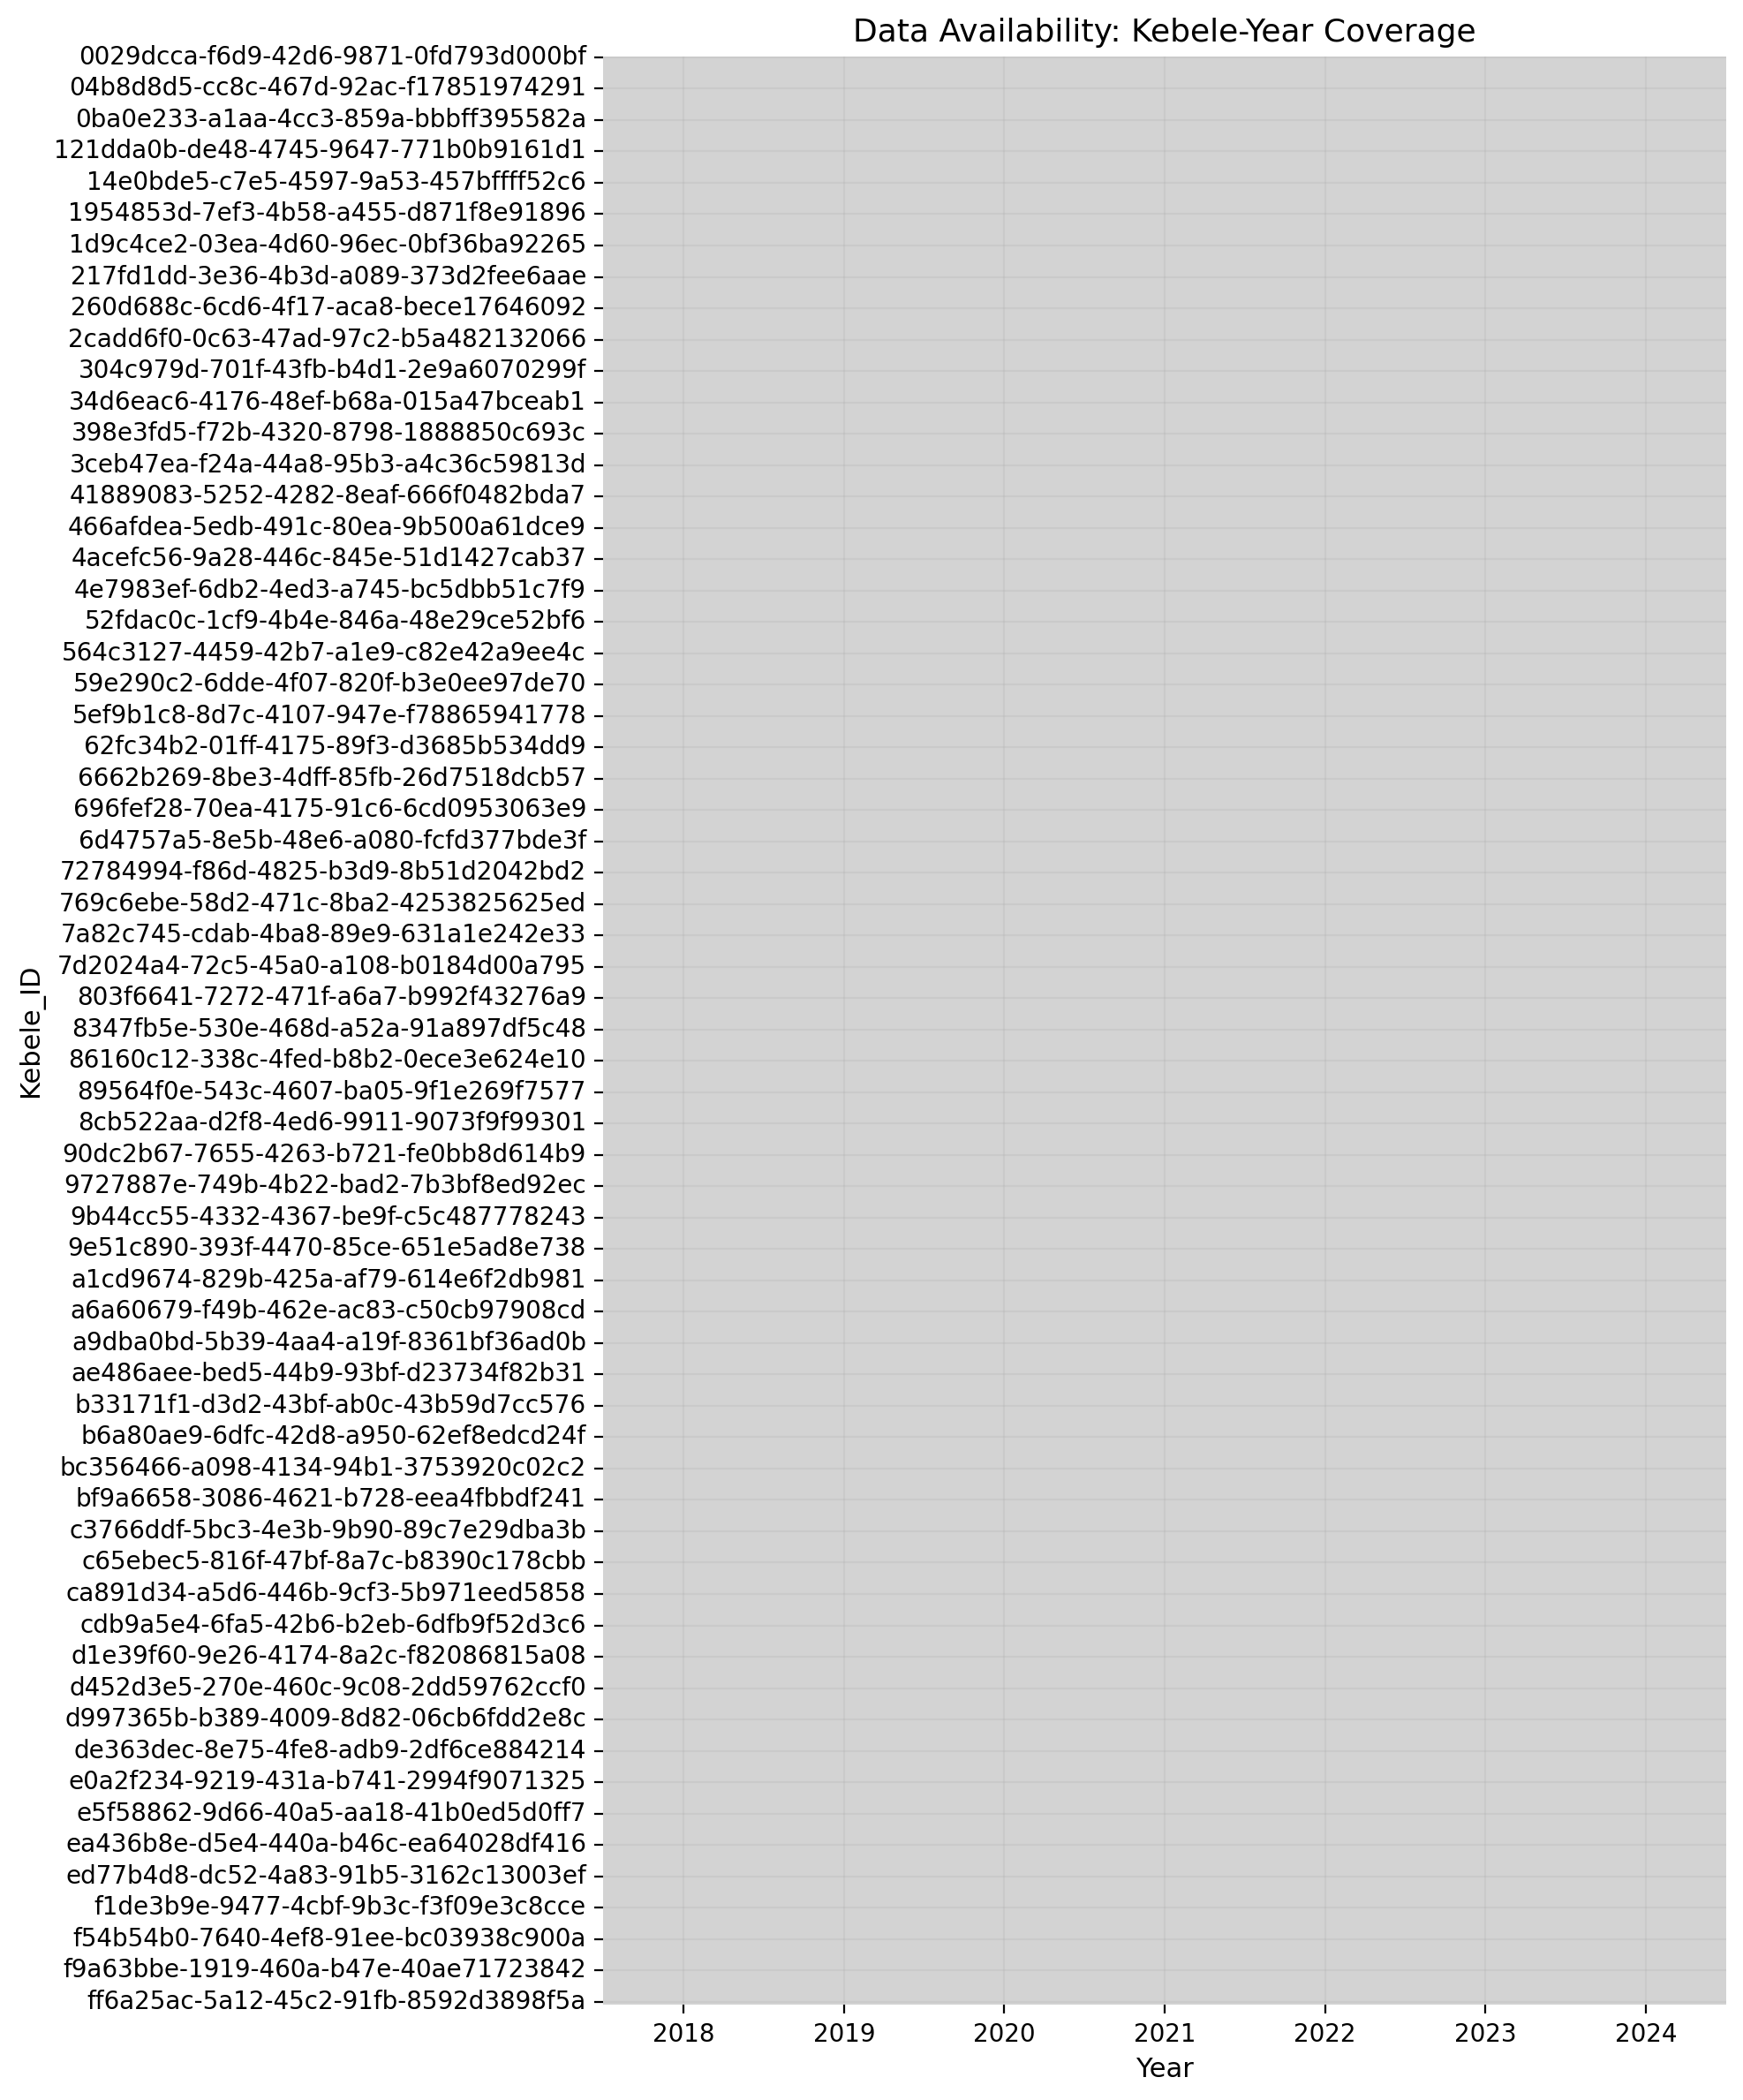 Data Availability: Kebele-Year Coverage
0029dcca-f6d9-42d6-9871-0fd793d000bf
04b8d8d5-cc8c-467d-92ac-f17851974291
0ba0e233-a1aa-4cc3-859a-bbbff395582a
121dda0b-de48-4745-9647-771b0b9161d1
14e0bde5-c7e5-4597-9a53-457bffff52c6
1954853d-7ef3-4b58-a455-d871f8e91896
1d9c4ce2-03ea-4d60-96ec-0bf36ba92265
217fd1dd-3e36-4b3d-a089-373d2fee6aae
260d688c-6cd6-4f17-aca8-bece17646092
2cadd6f0-0c63-47ad-97c2-b5a482132066
304c979d-701f-43fb-b4d1-2e9a6070299f
34d6eac6-4176-48ef-b68a-015a47bceab1
398e3fd5-f72b-4320-8798-1888850c693c
3ceb47ea-f24a-44a8-95b3-a4c36c59813d
41889083-5252-4282-8eaf-666f0482bda7
466afdea-5edb-491c-80ea-9b500a61dce9
4acefc56-9a28-446c-845e-51d1427cab37
4e7983ef-6db2-4ed3-a745-bc5dbb51c7f9
52fdac0c-1cf9-4b4e-846a-48e29ce52bf6
564c3127-4459-42b7-a1e9-c82e42a9ee4c
59e290c2-6dde-4f07-820f-b3e0ee97de70
5ef9b1c8-8d7c-4107-947e-f78865941778
62fc34b2-01ff-4175-89f3-d3685b534dd9
6662b269-8be3-4dff-85fb-26d7518dcb57
696fef28-70ea-4175-91c6-6cd0953063e9
6d4757a5-8e5b-48e6-a080-fcfd377bde3f
72784994-f86d-4825-b3d9-8b51d2042bd2
769c6ebe-58d2-471c-8ba2-4253825625ed
7a82c745-cdab-4ba8-89e9-631a1e242e33
7d2024a4-72c5-45a0-a108-b0184d00a795
803f6641-7272-471f-a6a7-b992f43276a9
8347fb5e-530e-468d-a52a-91a897df5c48
86160c12-338c-4fed-b8b2-0ece3e624e10
89564f0e-543c-4607-ba05-9f1e269f7577
8cb522aa-d2f8-4ed6-9911-9073f9f99301
90dc2b67-7655-4263-b721-fe0bb8d614b9
9727887e-749b-4b22-bad2-7b3bf8ed92ec
9b44cc55-4332-4367-be9f-c5c487778243
9e51c890-393f-4470-85ce-651e5ad8e738
a1cd9674-829b-425a-af79-614e6f2db981
a6a60679-f49b-462e-ac83-c50cb97908cd
a9dba0bd-5b39-4aa4-a19f-8361bf36ad0b
ae486aee-bed5-44b9-93bf-d23734f82b31
b33171f1-d3d2-43bf-ab0c-43b59d7cc576
b6a80ae9-6dfc-42d8-a950-62ef8edcd24f
bc356466-a098-4134-94b1-3753920c02c2
bf9a6658-3086-4621-b728-eea4fbbdf241
c3766ddf-5bc3-4e3b-9b90-89c7e29dba3b
c65ebec5-816f-47bf-8a7c-b8390c178cbb
ca891d34-a5d6-446b-9cf3-5b971eed5858
cdb9a5e4-6fa5-42b6-b2eb-6dfb9f52d3c6
d1e39f60-9e26-4174-8a2c-f82086815a08
d452d3e5-270e-460c-9c08-2dd59762ccf0
d997365b-b389-4009-8d82-06cb6fdd2e8c
de363dec-8e75-4fe8-adb9-2df6ce884214
e0a2f234-9219-431a-b741-2994f9071325
e5f58862-9d66-40a5-aa18-41b0ed5d0ff7
ea436b8e-d5e4-440a-b46c-ea64028df416
ed77b4d8-dc52-4a83-91b5-3162c13003ef
f1de3b9e-9477-4cbf-9b3c-f3f09e3c8cce
f54b54b0-7640-4ef8-91ee-bc03938c900a
f9a63bbe-1919-460a-b47e-40ae71723842
ff6a25ac-5a12-45c2-91fb-8592d3898f5a
Kebele_ID
2018 2019 2020 2021 2022 2023 2024
Year